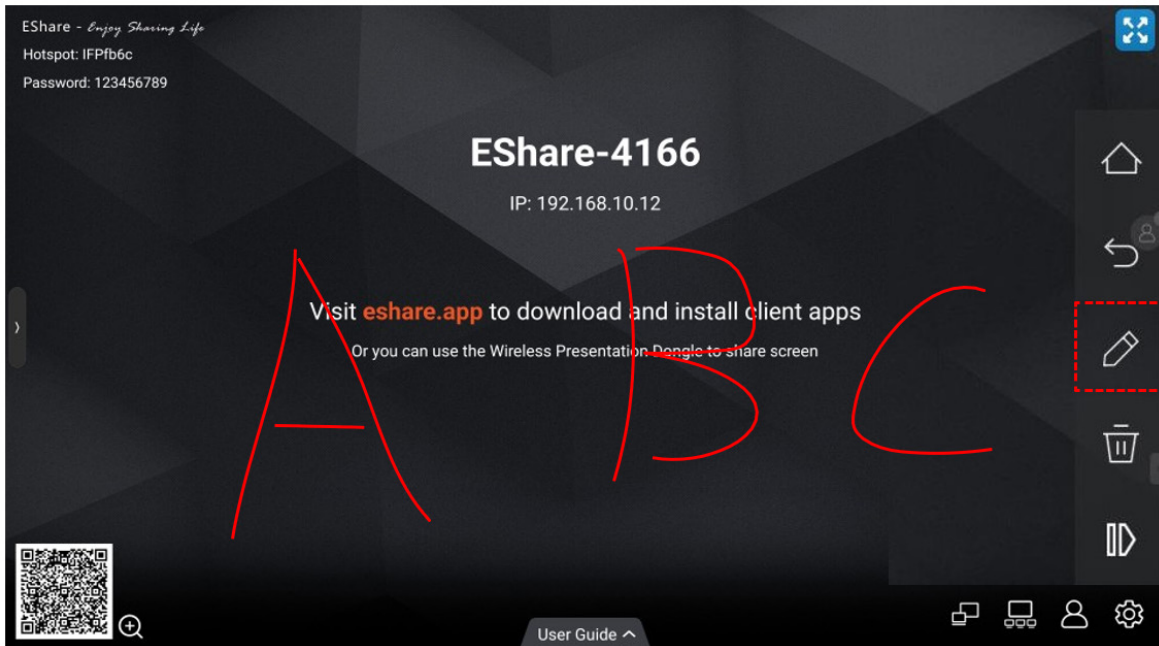 EShare - Enjoy Sharing Life
Hotspot: IFPfb6c
Password: 123456789
EShare-4166
IP: 192.168.10.12
Visit eshare.app to download and install client apps
Or you can use the Wireless Presentation Dongle to share screen
A B C
User Guide